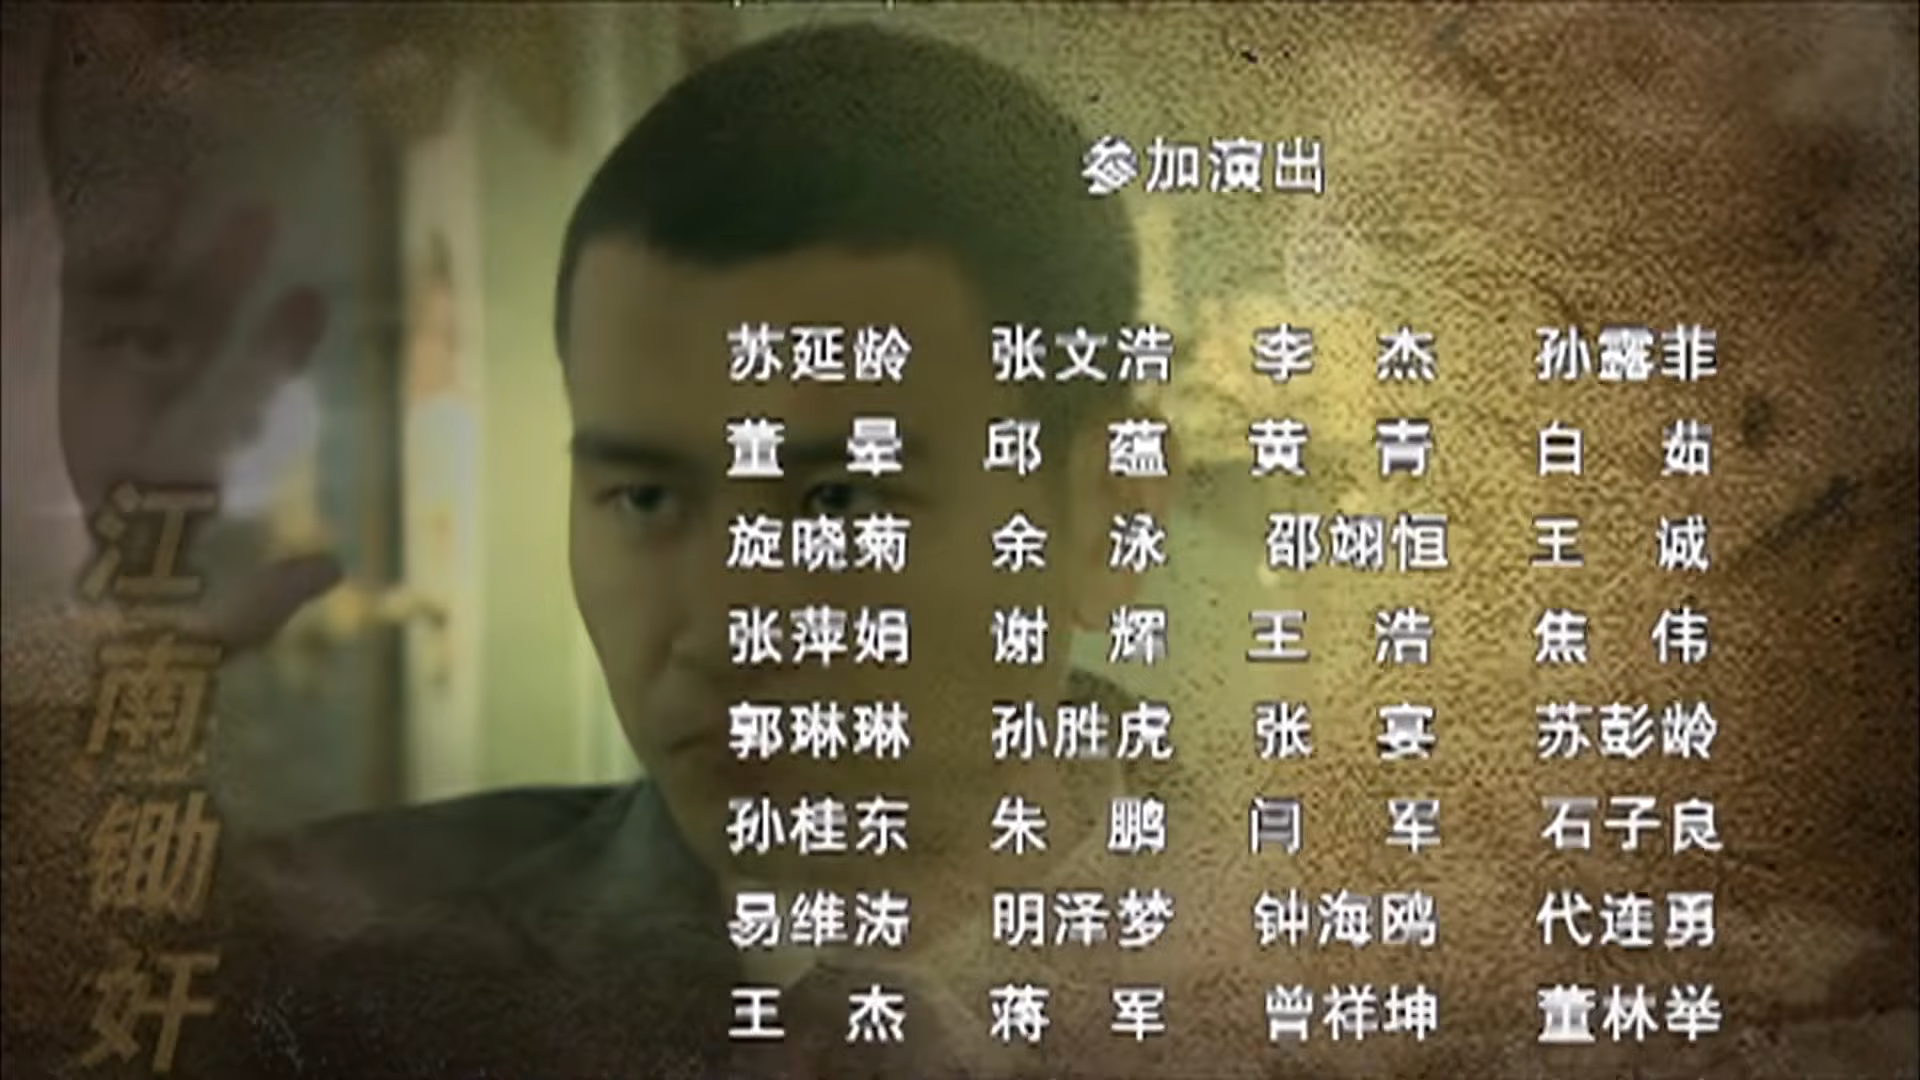 参加演出
苏延龄 张文浩 李 杰 孙露菲
董 晕 邱 蕴 黄 青 白 茹
旋晓菊 余 泳 邵翊恒 王 诚
张萍娟 谢 辉 王 浩 焦 伟
郭琳琳 孙胜虎 张 宴 苏彭龄
孙桂东 朱 鹏 闫 军 石子良
易维涛 明泽梦 钟海鸥 代连勇
王 杰 蒋 军 曾祥坤 董林举
江南锄奸